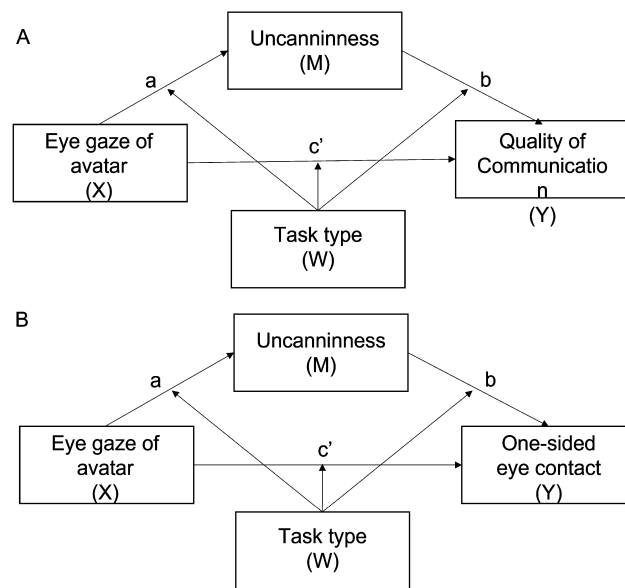 A
Uncanninness
(M)
a
b
Eye gaze of
avatar
(X)
c'
Quality of
Communicatio
n
(Y)
Task type
(W)
B
Uncanninness
(M)
a
b
Eye gaze of
avatar
(X)
c'
One-sided
eye contact
(Y)
Task type
(W)